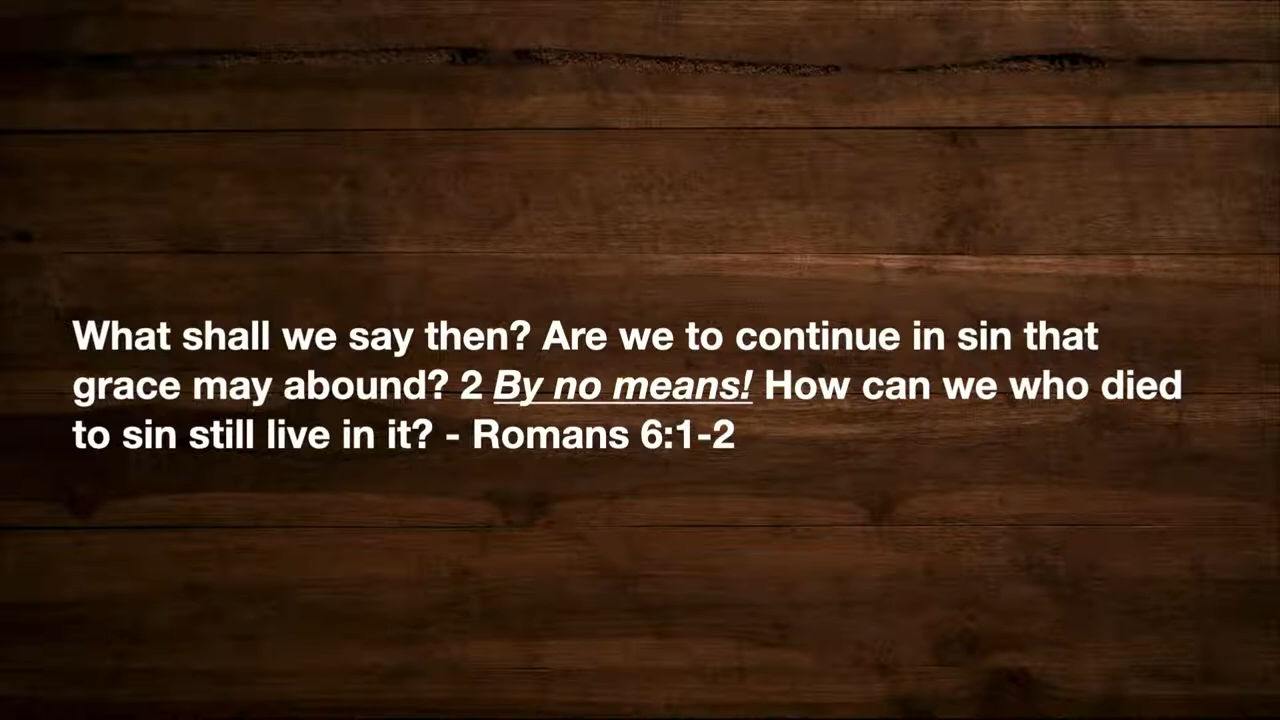 What shall we say then? Are we to continue in sin that
grace may abound? 2 By no means! How can we who died
to sin still live in it? - Romans 6:1-2